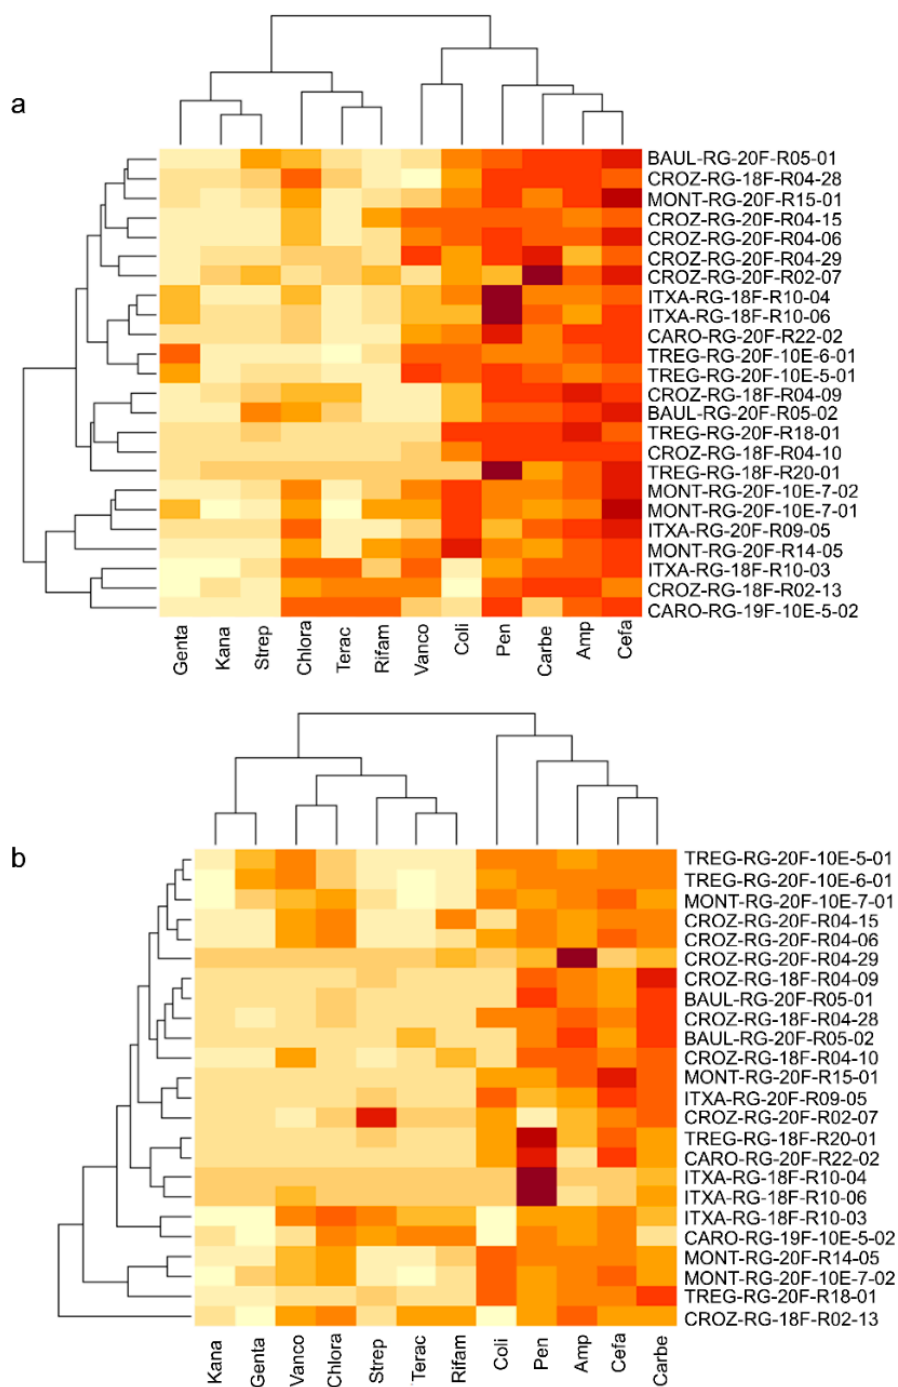 a
BAUL-RG-20F-R05-01
CROZ-RG-18F-R04-28
MONT-RG-20F-R15-01
CROZ-RG-20F-R04-15
CROZ-RG-20F-R04-06
CROZ-RG-20F-R04-29
CROZ-RG-20F-R02-07
ITXA-RG-18F-R10-04
ITXA-RG-18F-R10-06
CARO-RG-20F-R22-02
TREG-RG-20F-10E-6-01
TREG-RG-20F-10E-5-01
CROZ-RG-18F-R04-09
BAUL-RG-20F-R05-02
TREG-RG-20F-R18-01
CROZ-RG-18F-R04-10
TREG-RG-18F-R20-01
MONT-RG-20F-10E-7-02
MONT-RG-20F-10E-7-01
ITXA-RG-20F-R09-05
MONT-RG-20F-R14-05
ITXA-RG-18F-R10-03
CROZ-RG-18F-R02-13
CARO-RG-19F-10E-5-02
Genta Kana Strep Chlora Terac Rifam Vanco Coli Pen Carbe Amp Cefa
b
TREG-RG-20F-10E-5-01
TREG-RG-20F-10E-6-01
MONT-RG-20F-10E-7-01
CROZ-RG-20F-R04-15
CROZ-RG-20F-R04-06
CROZ-RG-20F-R04-29
CROZ-RG-18F-R04-09
BAUL-RG-20F-R05-01
CROZ-RG-18F-R04-28
BAUL-RG-20F-R05-02
CROZ-RG-18F-R04-10
MONT-RG-20F-R15-01
ITXA-RG-20F-R09-05
CROZ-RG-20F-R02-07
TREG-RG-18F-R20-01
CARO-RG-20F-R22-02
ITXA-RG-18F-R10-04
ITXA-RG-18F-R10-06
ITXA-RG-18F-R10-03
CARO-RG-19F-10E-5-02
MONT-RG-20F-R14-05
MONT-RG-20F-10E-7-02
TREG-RG-20F-R18-01
CROZ-RG-18F-R02-13
Kana Genta Vanco Chlora Strep Terac Rifam Coli Pen Amp Cefa Carbe